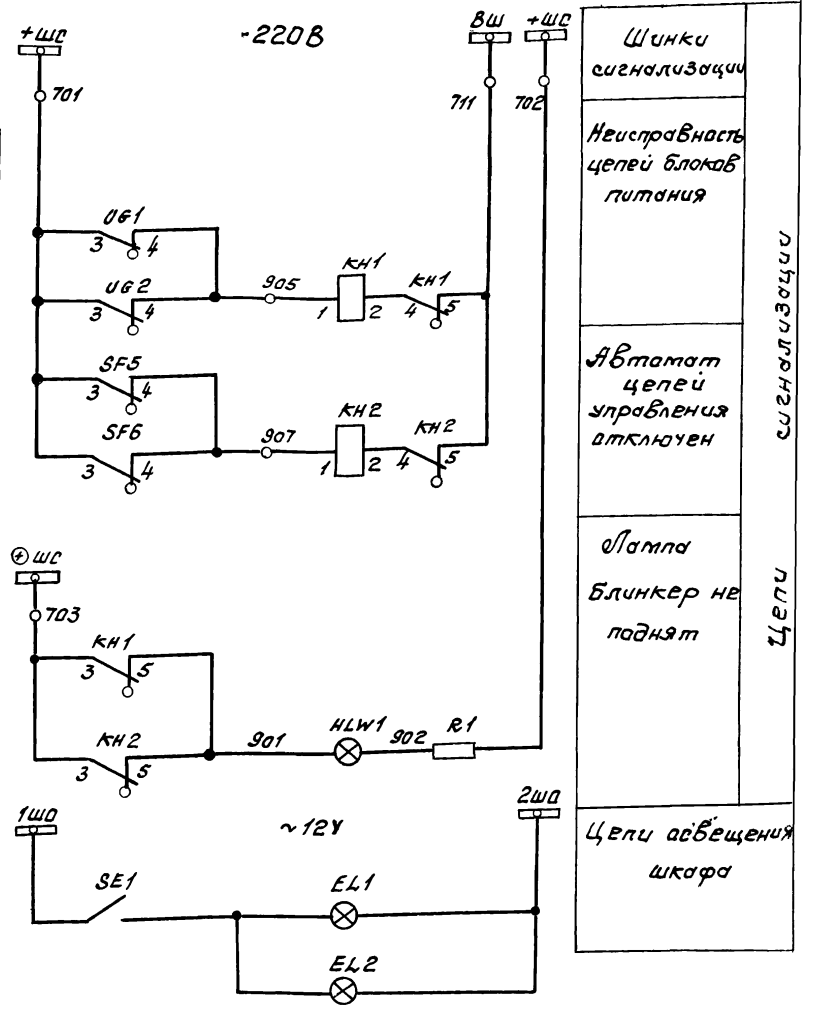 +ШС
-220В
ВШ
+ШС
701
711
702
UG1
3 4
UG2
3 4
905
КН1
1 2
КН1
4 5
SF5
3 4
SF6
3 4
907
КН2
1 2
КН2
4 5
+ ШС
703
КН1
3 5
КН2
3 5
901
HLW1
902
R1
1ША
~12V
2ША
SE1
EL1
EL2
Шинки
сигнализации
Неисправность
цепей блоков
питания
Автомат
цепей
управления
отключен
Лампа
Блинкер не
поднят
Цепи сигнализации
Цепи освещения
шкафа